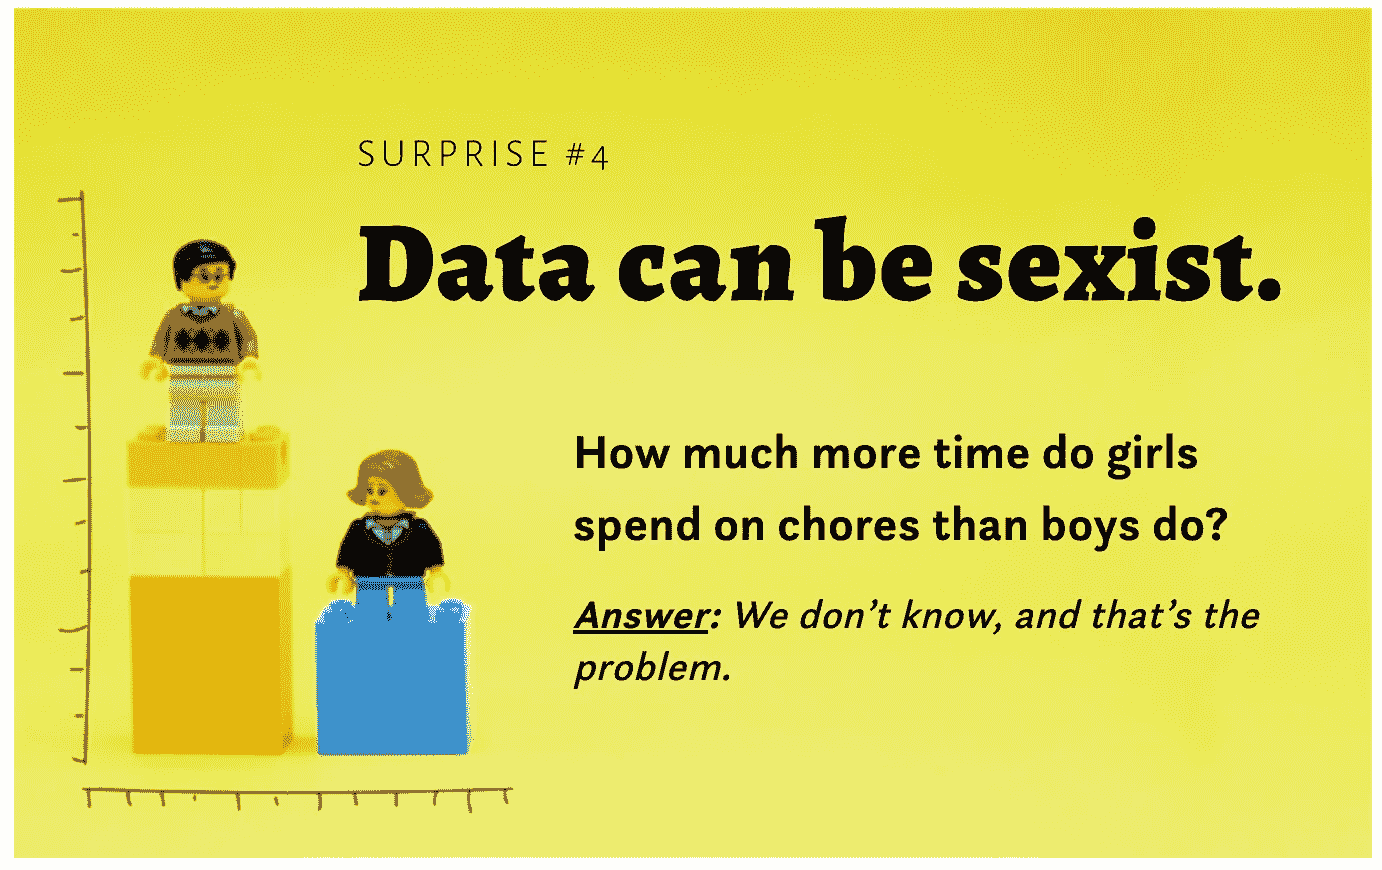 SURPRISE #4
Data can be sexist.
How much more time do girls
spend on chores than boys do?
Answer: We don't know, and that's the
problem.